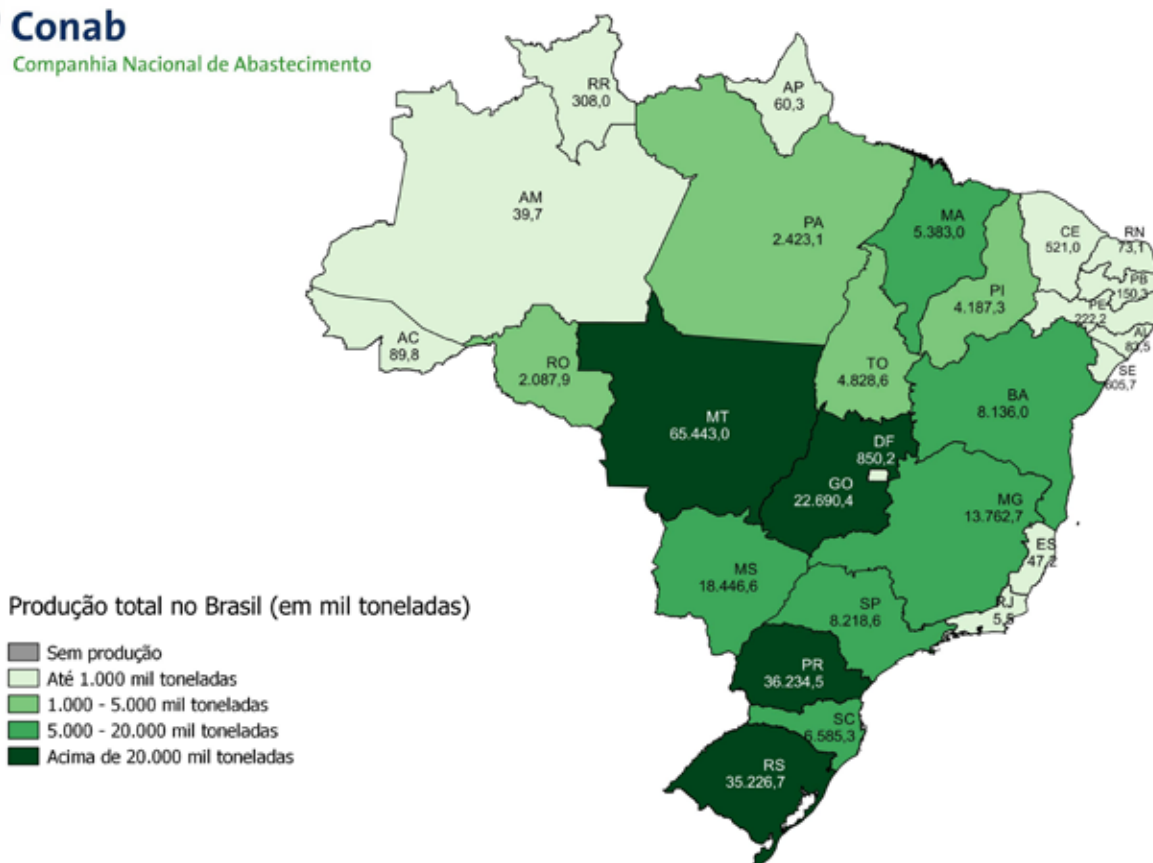 Conab
Companhia Nacional de Abastecimento
RR
308,0
AP
60,3
AM
39,7
PA
2.423,1
MA
5.383,0
CE
521,0
RN
73,1
PB
150,3
PI
4.187,3
PE
222,2
AL
83,5
SE
605,7
AC
89,8
RO
2.087,9
TO
4.828,6
BA
8.136,0
MT
65.443,0
DF
850,2
GO
22.690,4
MG
13.762,7
ES
47,2
MS
18.446,6
SP
8.218,6
RJ
5,5
PR
36.234,5
SC
6.585,3
RS
35.226,7
Produção total no Brasil (em mil toneladas)
Sem produção
Até 1.000 mil toneladas
1.000 - 5.000 mil toneladas
5.000 - 20.000 mil toneladas
Acima de 20.000 mil toneladas